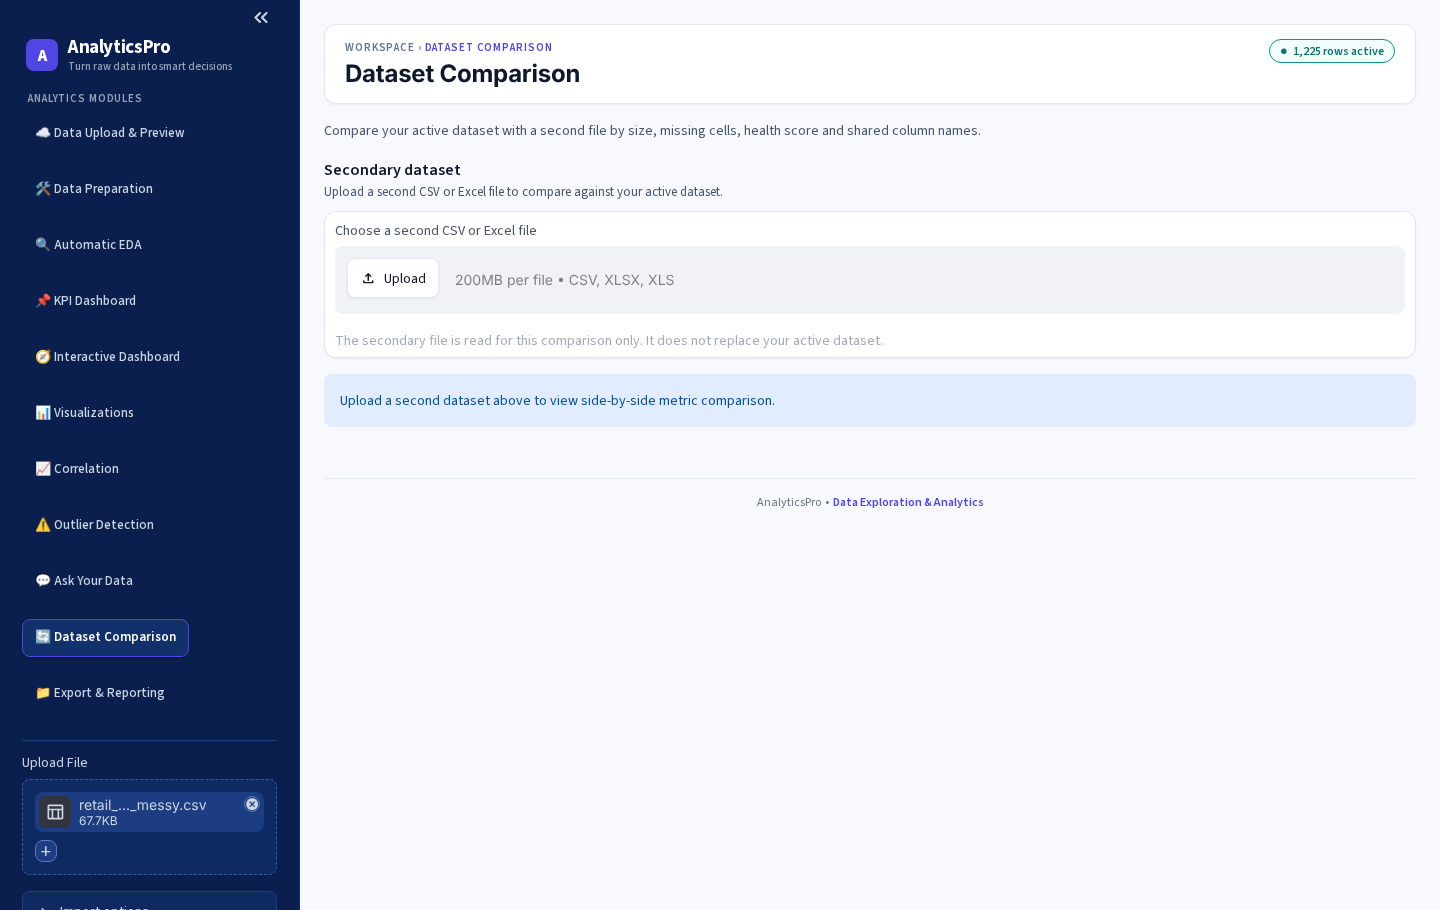 A
AnalyticsPro
Turn raw data into smart decisions
ANALYTICS MODULES
Data Upload & Preview
Data Preparation
Automatic EDA
KPI Dashboard
Interactive Dashboard
Visualizations
Correlation
Outlier Detection
Ask Your Data
Dataset Comparison
Export & Reporting
Upload File
retail_..._messy.csv
67.7KB
Import options
WORKSPACE › DATASET COMPARISON
Dataset Comparison
● 1,225 rows active
Compare your active dataset with a second file by size, missing cells, health score and shared column names.
Secondary dataset
Upload a second CSV or Excel file to compare against your active dataset.
Choose a second CSV or Excel file
Upload
200MB per file • CSV, XLSX, XLS
The secondary file is read for this comparison only. It does not replace your active dataset.
Upload a second dataset above to view side-by-side metric comparison.
AnalyticsPro • Data Exploration & Analytics